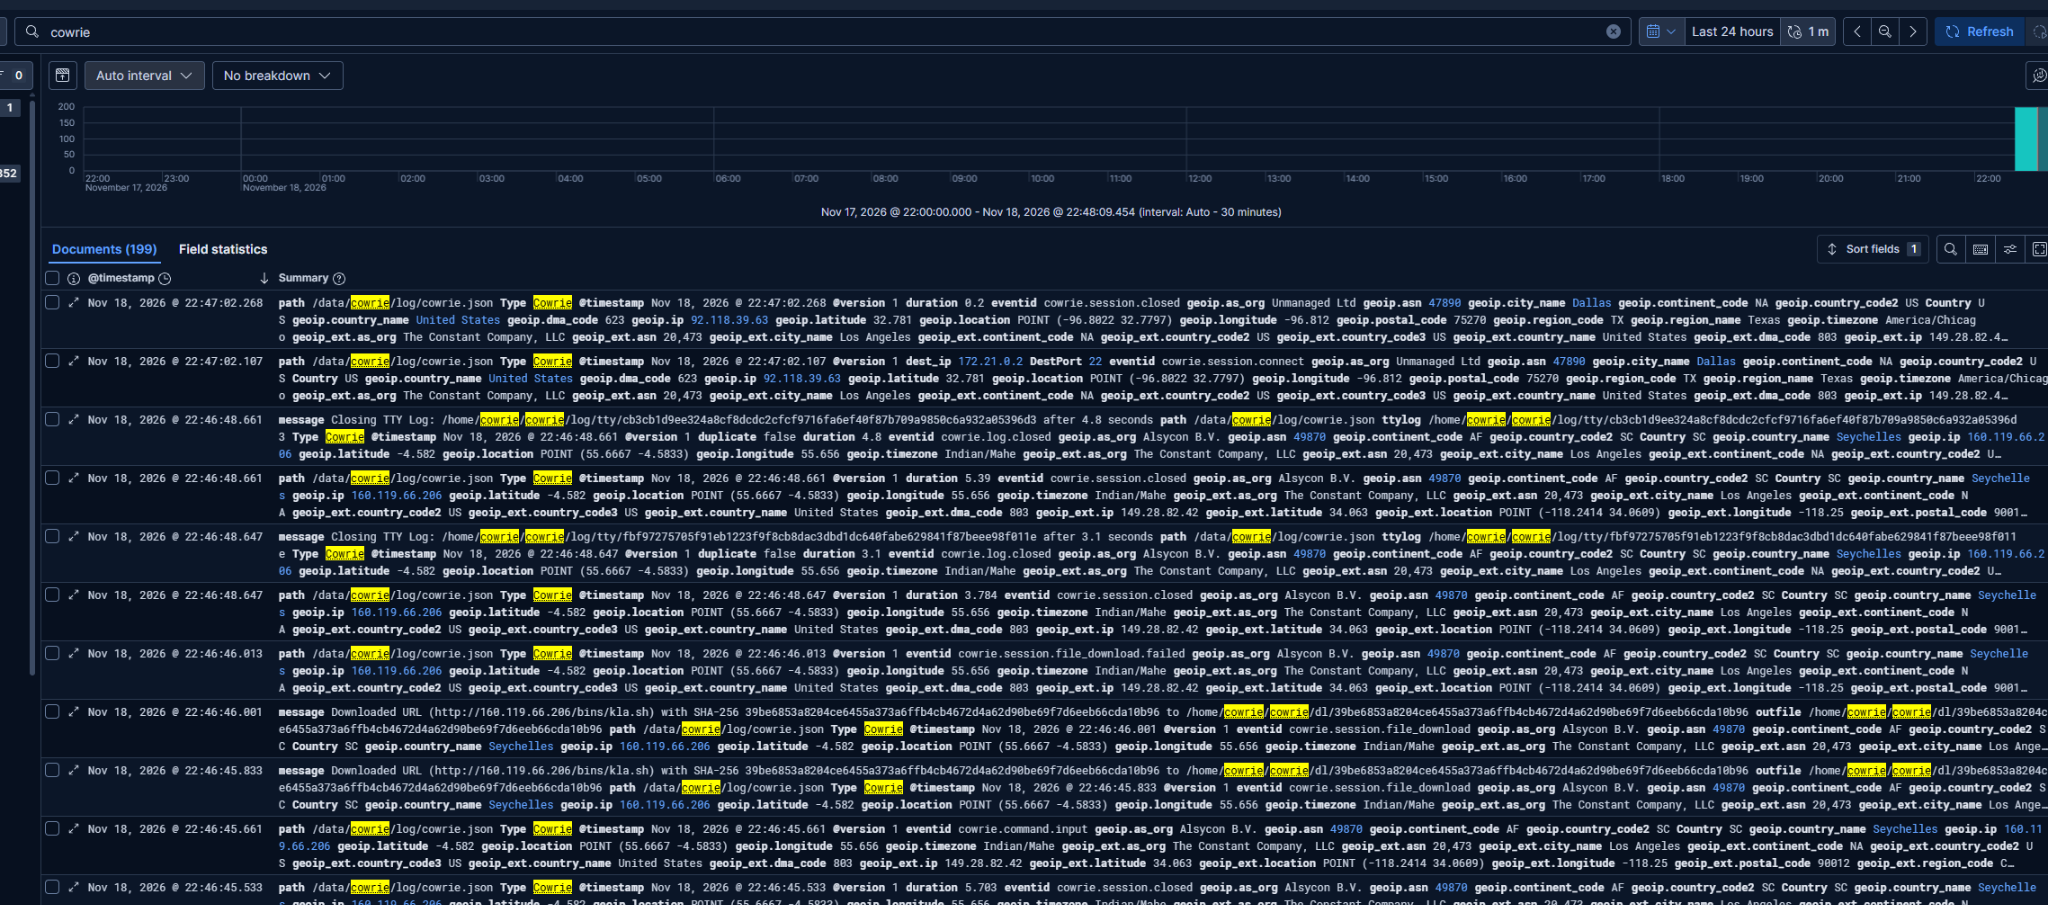 cowrie
Last 24 hours
1 m
Refresh
0
Auto interval
No breakdown
1
352
200
150
100
50
0
22:00 23:00 00:00 01:00 02:00 03:00 04:00 05:00 06:00 07:00 08:00 09:00 10:00 11:00 12:00 13:00 14:00 15:00 16:00 17:00 18:00 19:00 20:00 21:00 22:00
November 17, 2026 November 18, 2026
Nov 17, 2026 @ 22:00:00.000 - Nov 18, 2026 @ 22:48:09.454 (interval: Auto - 30 minutes)
Documents (199) Field statistics
Sort fields 1
@timestamp Summary
Nov 18, 2026 @ 22:47:02.268 path /data/cowrie/log/cowrie.json Type Cowrie @timestamp Nov 18, 2026 @ 22:47:02.268 @version 1 duration 0.2 eventid cowrie.session.closed geoip.as_org Unmanaged Ltd geoip.asn 47890 geoip.city_name Dallas geoip.continent_code NA geoip.country_code2 US Country U
S geoip.country_name United States geoip.dma_code 623 geoip.ip 92.118.39.63 geoip.latitude 32.781 geoip.location POINT (-96.8022 32.7797) geoip.longitude -96.812 geoip.postal_code 75270 geoip.region_code TX geoip.region_name Texas geoip.timezone America/Chicag
o geoip_ext.as_org The Constant Company, LLC geoip_ext.asn 20,473 geoip_ext.city_name Los Angeles geoip_ext.continent_code NA geoip_ext.country_code2 US geoip_ext.country_code3 US geoip_ext.country_name United States geoip_ext.dma_code 803 geoip_ext.ip 149.28.82.4…
Nov 18, 2026 @ 22:47:02.107 path /data/cowrie/log/cowrie.json Type Cowrie @timestamp Nov 18, 2026 @ 22:47:02.107 @version 1 dest_ip 172.21.0.2 DestPort 22 eventid cowrie.session.connect geoip.as_org Unmanaged Ltd geoip.asn 47890 geoip.city_name Dallas geoip.continent_code NA geoip.country_code2 U
S Country US geoip.country_name United States geoip.dma_code 623 geoip.ip 92.118.39.63 geoip.latitude 32.781 geoip.location POINT (-96.8022 32.7797) geoip.longitude -96.812 geoip.postal_code 75270 geoip.region_code TX geoip.region_name Texas geoip.timezone America/Chicag
o geoip_ext.as_org The Constant Company, LLC geoip_ext.asn 20,473 geoip_ext.city_name Los Angeles geoip_ext.continent_code NA geoip_ext.country_code2 US geoip_ext.country_code3 US geoip_ext.country_name United States geoip_ext.dma_code 803 geoip_ext.ip 149.28.82.4…
Nov 18, 2026 @ 22:46:48.661 message Closing TTY Log: /home/cowrie/cowrie/log/tty/cb3cb1d9ee324a8cf8dcdc2cfcf9716fa6ef40f87b709a9850c6a932a05396d3 after 4.8 seconds path /data/cowrie/log/cowrie.json ttylog /home/cowrie/cowrie/log/tty/cb3cb1d9ee324a8cf8dcdc2cfcf9716fa6ef40f87b709a9850c6a932a05396d
3 Type Cowrie @timestamp Nov 18, 2026 @ 22:46:48.661 @version 1 duplicate false duration 4.8 eventid cowrie.log.closed geoip.as_org Alsycon B.V. geoip.asn 49870 geoip.continent_code AF geoip.country_code2 SC Country SC geoip.country_name Seychelles geoip.ip 160.119.66.2
06 geoip.latitude -4.582 geoip.location POINT (55.6667 -4.5833) geoip.longitude 55.656 geoip.timezone Indian/Mahe geoip_ext.as_org The Constant Company, LLC geoip_ext.asn 20,473 geoip_ext.city_name Los Angeles geoip_ext.continent_code NA geoip_ext.country_code2 U…
Nov 18, 2026 @ 22:46:48.661 path /data/cowrie/log/cowrie.json Type Cowrie @timestamp Nov 18, 2026 @ 22:46:48.661 @version 1 duration 5.39 eventid cowrie.session.closed geoip.as_org Alsycon B.V. geoip.asn 49870 geoip.continent_code AF geoip.country_code2 SC Country SC geoip.country_name Seychelle
s geoip.ip 160.119.66.206 geoip.latitude -4.582 geoip.location POINT (55.6667 -4.5833) geoip.longitude 55.656 geoip.timezone Indian/Mahe geoip_ext.as_org The Constant Company, LLC geoip_ext.asn 20,473 geoip_ext.city_name Los Angeles geoip_ext.continent_code N
A geoip_ext.country_code2 US geoip_ext.country_code3 US geoip_ext.country_name United States geoip_ext.dma_code 803 geoip_ext.ip 149.28.82.42 geoip_ext.latitude 34.063 geoip_ext.location POINT (-118.2414 34.0609) geoip_ext.longitude -118.25 geoip_ext.postal_code 9001…
Nov 18, 2026 @ 22:46:48.647 message Closing TTY Log: /home/cowrie/cowrie/log/tty/fbf97275705f91eb1223f9f8cb8dac3dbd1dc640fabe629841f87beee98f011e after 3.1 seconds path /data/cowrie/log/cowrie.json ttylog /home/cowrie/cowrie/log/tty/fbf97275705f91eb1223f9f8cb8dac3dbd1dc640fabe629841f87beee98f011
e Type Cowrie @timestamp Nov 18, 2026 @ 22:46:48.647 @version 1 duplicate false duration 3.1 eventid cowrie.log.closed geoip.as_org Alsycon B.V. geoip.asn 49870 geoip.continent_code AF geoip.country_code2 SC Country SC geoip.country_name Seychelles geoip.ip 160.119.66.2
06 geoip.latitude -4.582 geoip.location POINT (55.6667 -4.5833) geoip.longitude 55.656 geoip.timezone Indian/Mahe geoip_ext.as_org The Constant Company, LLC geoip_ext.asn 20,473 geoip_ext.city_name Los Angeles geoip_ext.continent_code NA geoip_ext.country_code2 U…
Nov 18, 2026 @ 22:46:48.647 path /data/cowrie/log/cowrie.json Type Cowrie @timestamp Nov 18, 2026 @ 22:46:48.647 @version 1 duration 3.784 eventid cowrie.session.closed geoip.as_org Alsycon B.V. geoip.asn 49870 geoip.continent_code AF geoip.country_code2 SC Country SC geoip.country_name Seychelle
s geoip.ip 160.119.66.206 geoip.latitude -4.582 geoip.location POINT (55.6667 -4.5833) geoip.longitude 55.656 geoip.timezone Indian/Mahe geoip_ext.as_org The Constant Company, LLC geoip_ext.asn 20,473 geoip_ext.city_name Los Angeles geoip_ext.continent_code N
A geoip_ext.country_code2 US geoip_ext.country_code3 US geoip_ext.country_name United States geoip_ext.dma_code 803 geoip_ext.ip 149.28.82.42 geoip_ext.latitude 34.063 geoip_ext.location POINT (-118.2414 34.0609) geoip_ext.longitude -118.25 geoip_ext.postal_code 9001…
Nov 18, 2026 @ 22:46:46.013 path /data/cowrie/log/cowrie.json Type Cowrie @timestamp Nov 18, 2026 @ 22:46:46.013 @version 1 eventid cowrie.session.file_download.failed geoip.as_org Alsycon B.V. geoip.asn 49870 geoip.continent_code AF geoip.country_code2 SC Country SC geoip.country_name Seychelle
s geoip.ip 160.119.66.206 geoip.latitude -4.582 geoip.location POINT (55.6667 -4.5833) geoip.longitude 55.656 geoip.timezone Indian/Mahe geoip_ext.as_org The Constant Company, LLC geoip_ext.asn 20,473 geoip_ext.city_name Los Angeles geoip_ext.continent_code N
A geoip_ext.country_code2 US geoip_ext.country_code3 US geoip_ext.country_name United States geoip_ext.dma_code 803 geoip_ext.ip 149.28.82.42 geoip_ext.latitude 34.063 geoip_ext.location POINT (-118.2414 34.0609) geoip_ext.longitude -118.25 geoip_ext.postal_code 9001…
Nov 18, 2026 @ 22:46:46.001 message Downloaded URL (http://160.119.66.206/bins/kla.sh) with SHA-256 39be6853a8204ce6455a373a6ffb4cb4672d4a62d90be69f7d6eeb66cda10b96 to /home/cowrie/cowrie/dl/39be6853a8204ce6455a373a6ffb4cb4672d4a62d90be69f7d6eeb66cda10b96 outfile /home/cowrie/cowrie/dl/39be6853a8204c
e6455a373a6ffb4cb4672d4a62d90be69f7d6eeb66cda10b96 path /data/cowrie/log/cowrie.json Type Cowrie @timestamp Nov 18, 2026 @ 22:46:46.001 @version 1 eventid cowrie.session.file_download geoip.as_org Alsycon B.V. geoip.asn 49870 geoip.continent_code AF geoip.country_code2 S
C Country SC geoip.country_name Seychelles geoip.ip 160.119.66.206 geoip.latitude -4.582 geoip.location POINT (55.6667 -4.5833) geoip.longitude 55.656 geoip.timezone Indian/Mahe geoip_ext.as_org The Constant Company, LLC geoip_ext.asn 20,473 geoip_ext.city_name Los Ange…
Nov 18, 2026 @ 22:46:45.833 message Downloaded URL (http://160.119.66.206/bins/kla.sh) with SHA-256 39be6853a8204ce6455a373a6ffb4cb4672d4a62d90be69f7d6eeb66cda10b96 to /home/cowrie/cowrie/dl/39be6853a8204ce6455a373a6ffb4cb4672d4a62d90be69f7d6eeb66cda10b96 outfile /home/cowrie/cowrie/dl/39be6853a8204c
e6455a373a6ffb4cb4672d4a62d90be69f7d6eeb66cda10b96 path /data/cowrie/log/cowrie.json Type Cowrie @timestamp Nov 18, 2026 @ 22:46:45.833 @version 1 eventid cowrie.session.file_download geoip.as_org Alsycon B.V. geoip.asn 49870 geoip.continent_code AF geoip.country_code2 S
C Country SC geoip.country_name Seychelles geoip.ip 160.119.66.206 geoip.latitude -4.582 geoip.location POINT (55.6667 -4.5833) geoip.longitude 55.656 geoip.timezone Indian/Mahe geoip_ext.as_org The Constant Company, LLC geoip_ext.asn 20,473 geoip_ext.city_name Los Ange…
Nov 18, 2026 @ 22:46:45.661 path /data/cowrie/log/cowrie.json Type Cowrie @timestamp Nov 18, 2026 @ 22:46:45.661 @version 1 eventid cowrie.command.input geoip.as_org Alsycon B.V. geoip.asn 49870 geoip.continent_code AF geoip.country_code2 SC Country SC geoip.country_name Seychelles geoip.ip 160.11
9.66.206 geoip.latitude -4.582 geoip.location POINT (55.6667 -4.5833) geoip.longitude 55.656 geoip.timezone Indian/Mahe geoip_ext.as_org The Constant Company, LLC geoip_ext.asn 20,473 geoip_ext.city_name Los Angeles geoip_ext.continent_code NA geoip_ext.country_code2 U
S geoip_ext.country_code3 US geoip_ext.country_name United States geoip_ext.dma_code 803 geoip_ext.ip 149.28.82.42 geoip_ext.latitude 34.063 geoip_ext.location POINT (-118.2414 34.0609) geoip_ext.longitude -118.25 geoip_ext.postal_code 90012 geoip_ext.region_code C…
Nov 18, 2026 @ 22:46:45.533 path /data/cowrie/log/cowrie.json Type Cowrie @timestamp Nov 18, 2026 @ 22:46:45.533 @version 1 duration 5.703 eventid cowrie.session.closed geoip.as_org Alsycon B.V. geoip.asn 49870 geoip.continent_code AF geoip.country_code2 SC Country SC geoip.country_name Seychelle